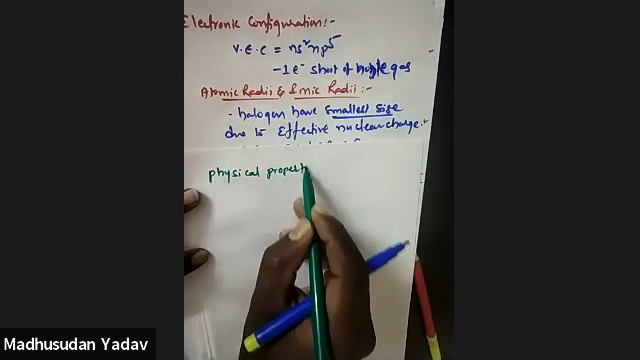 Electronic Configuration:-
V.E.C = ns²np⁵
-1e⁻ short of noble gas
Atomic Radii & Ionic Radii :-
- halogen have smallest size
due to Effective nuclear charge.
physical propert
Madhusudan Yadav